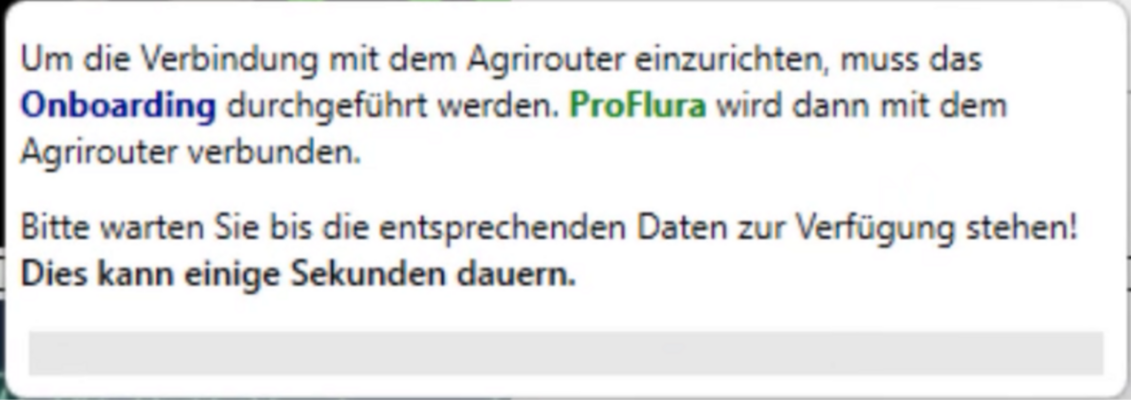 Um die Verbindung mit dem Agrirouter einzurichten, muss das
Onboarding durchgeführt werden. ProFlura wird dann mit dem
Agrirouter verbunden.
Bitte warten Sie bis die entsprechenden Daten zur Verfügung stehen!
Dies kann einige Sekunden dauern.